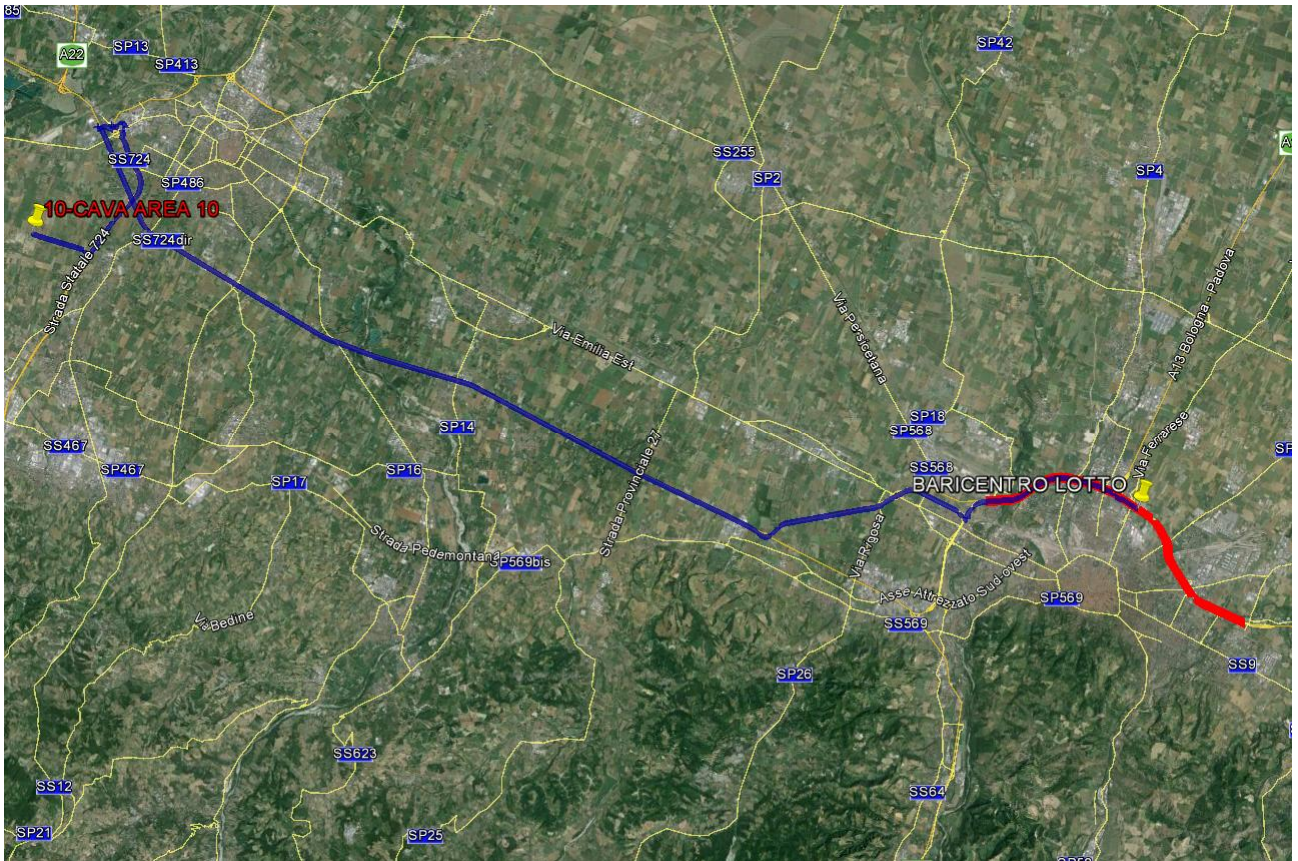 85
SP13
A22
SP413
SP42
SS255
SP2
SP4
SS724
SP486
10-CAVA AREA 10
SS724dir
Strada Statale 724
Via Persicetana
A13 Bologna - Padova
Via Emilia Est
SP14
SP18
SP568
Via Ferrarese
SS467
SP467
SP16
SP17
SS568
BARICENTRO LOTTO
Strada Provinciale 27
Strada Pedemontana
SP569bis
Via Rigosa
Asse Attrezzato Sud-ovest
SP569
Via Bedine
SS569
SS9
SP26
SS623
SS12
SS64
SP21
SP25